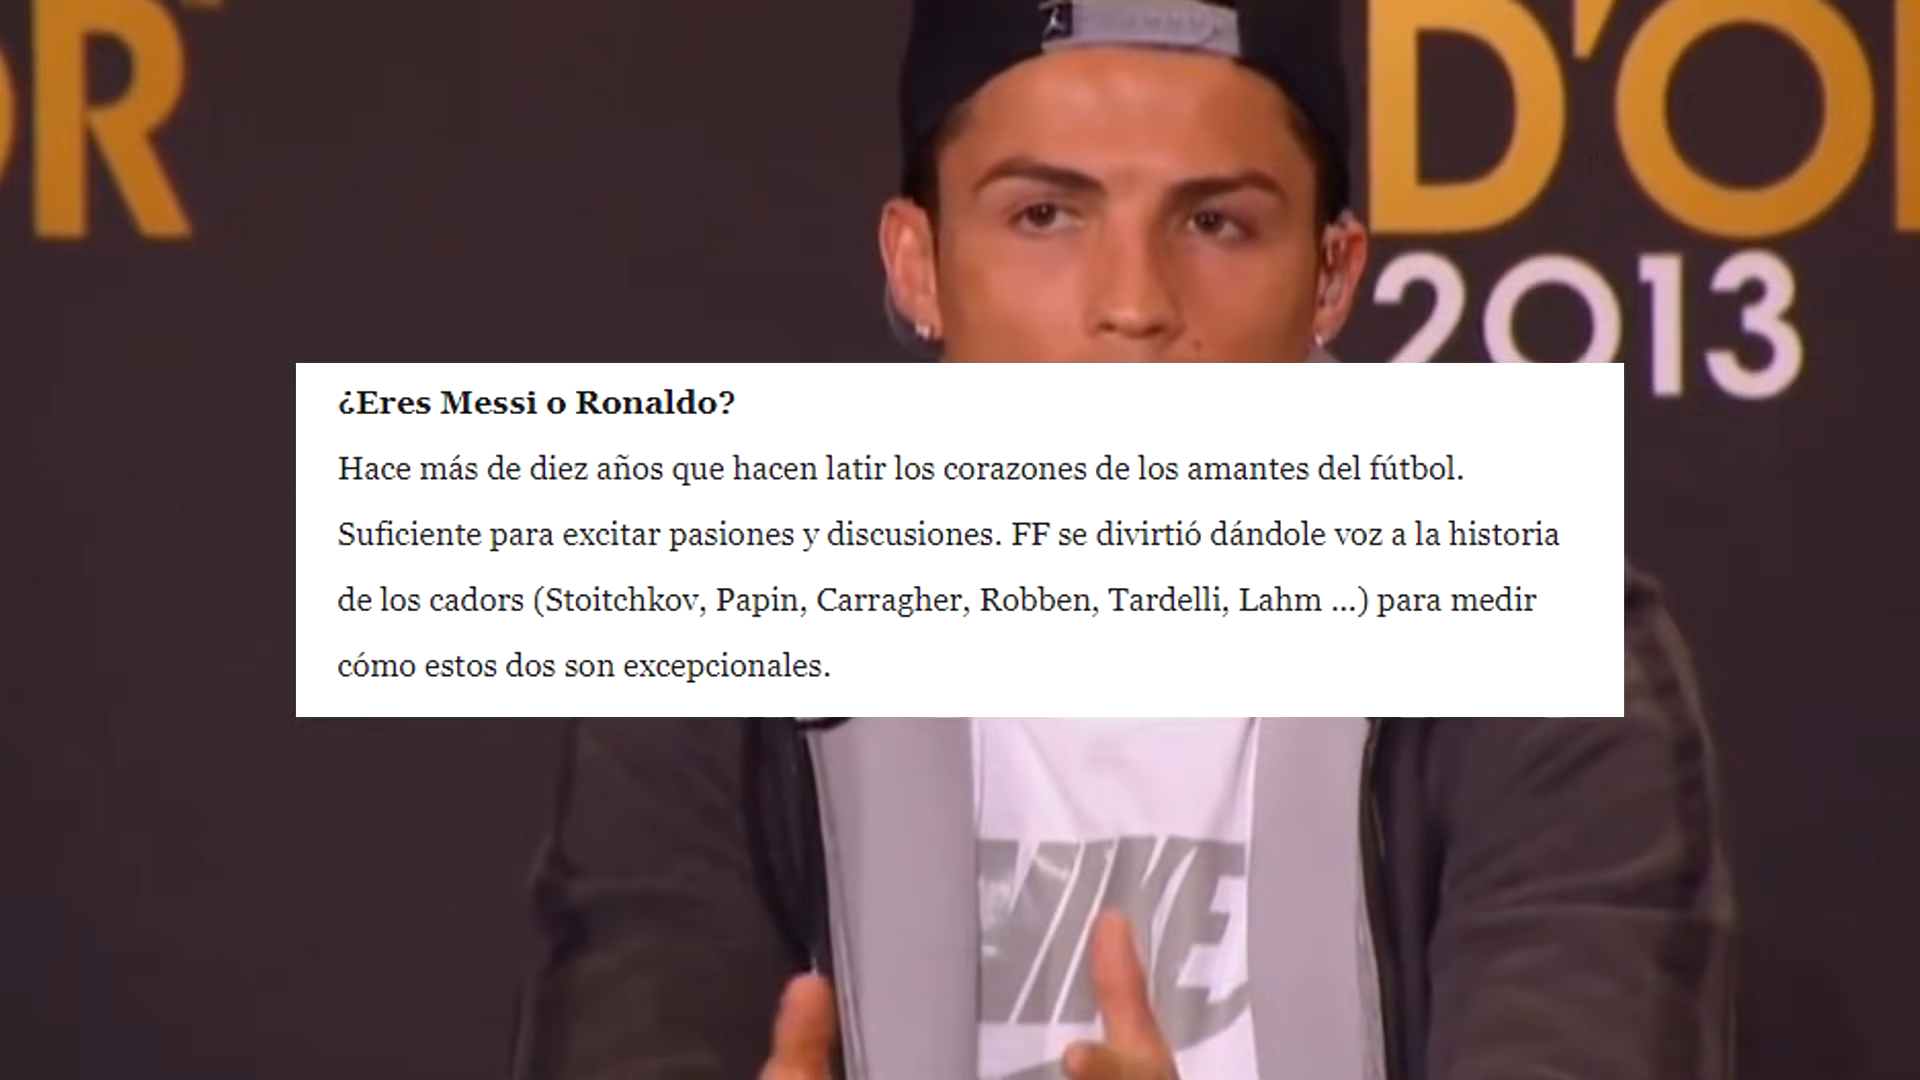 OR
D'OR
2013
¿Eres Messi o Ronaldo?
Hace más de diez años que hacen latir los corazones de los amantes del fútbol.
Suficiente para excitar pasiones y discusiones. FF se divirtió dándole voz a la historia
de los cadors (Stoitchkov, Papin, Carragher, Robben, Tardelli, Lahm ...) para medir
cómo estos dos son excepcionales.
NIKE